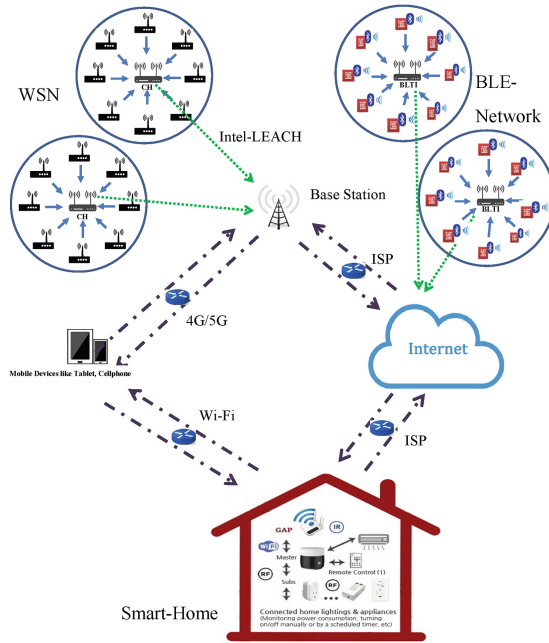 WSN
CH
Intel-LEACH
CH
BLTI
BLE-
Network
BLTI
Base Station
ISP
4G/5G
Internet
Mobile Devices like Tablet, Cellphone
Wi-Fi
ISP
GAP
IR
WiFi
Master
Remote Control (1)
RF
Subs
RF
Connected home lightings & appliances
(Monitoring power consumption, turning
on/off manually or by a scheduled timer, etc)
Smart-Home